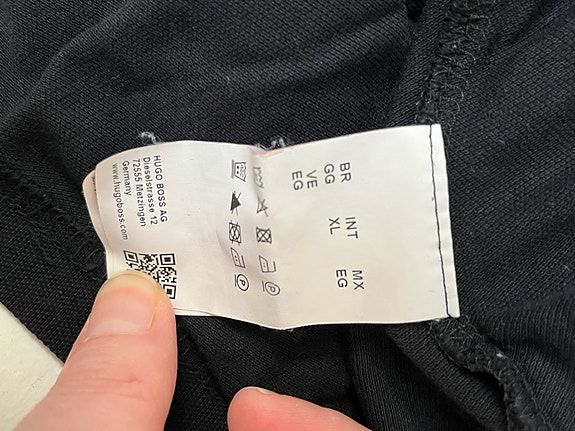 BR INT MX
GG XL EG
VE
EG
P
P
HUGO BOSS AG
Dieselstrasse 12
72555 Metzingen
Germany
www.hugoboss.com